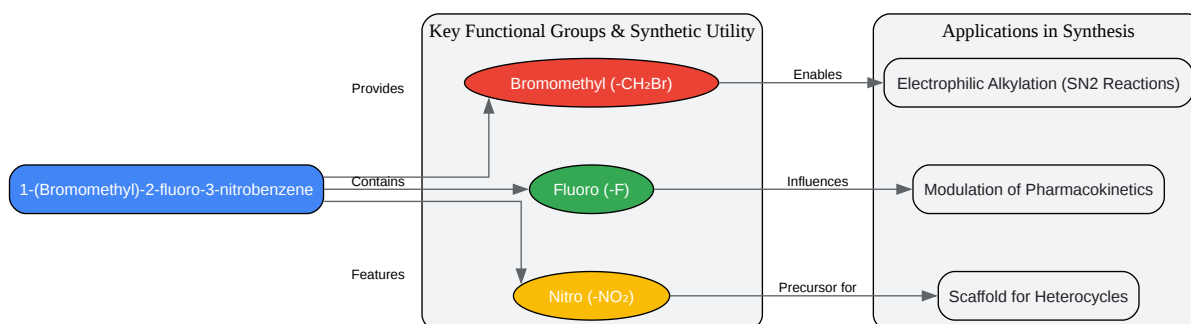 Key Functional Groups & Synthetic Utility
Applications in Synthesis
Provides
Bromomethyl (-CH₂Br)
Enables
Electrophilic Alkylation (SN2 Reactions)
1-(Bromomethyl)-2-fluoro-3-nitrobenzene
Contains
Fluoro (-F)
Influences
Modulation of Pharmacokinetics
Features
Nitro (-NO₂)
Precursor for
Scaffold for Heterocycles